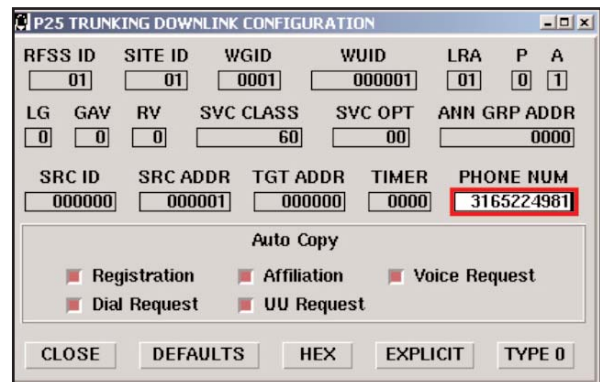 P25 TRUNKING DOWNLINK CONFIGURATION
RFSS ID SITE ID WGID WUID LRA P A
01 01 0001 000001 01 0 1
LG GAV RV SVC CLASS SVC OPT ANN GRP ADDR
0 0 0 60 00 0000
SRC ID SRC ADDR TGT ADDR TIMER PHONE NUM
000000 000001 000000 0000 3165224981
Auto Copy
Registration Affiliation Voice Request
Dial Request UU Request
CLOSE DEFAULTS HEX EXPLICIT TYPE 0